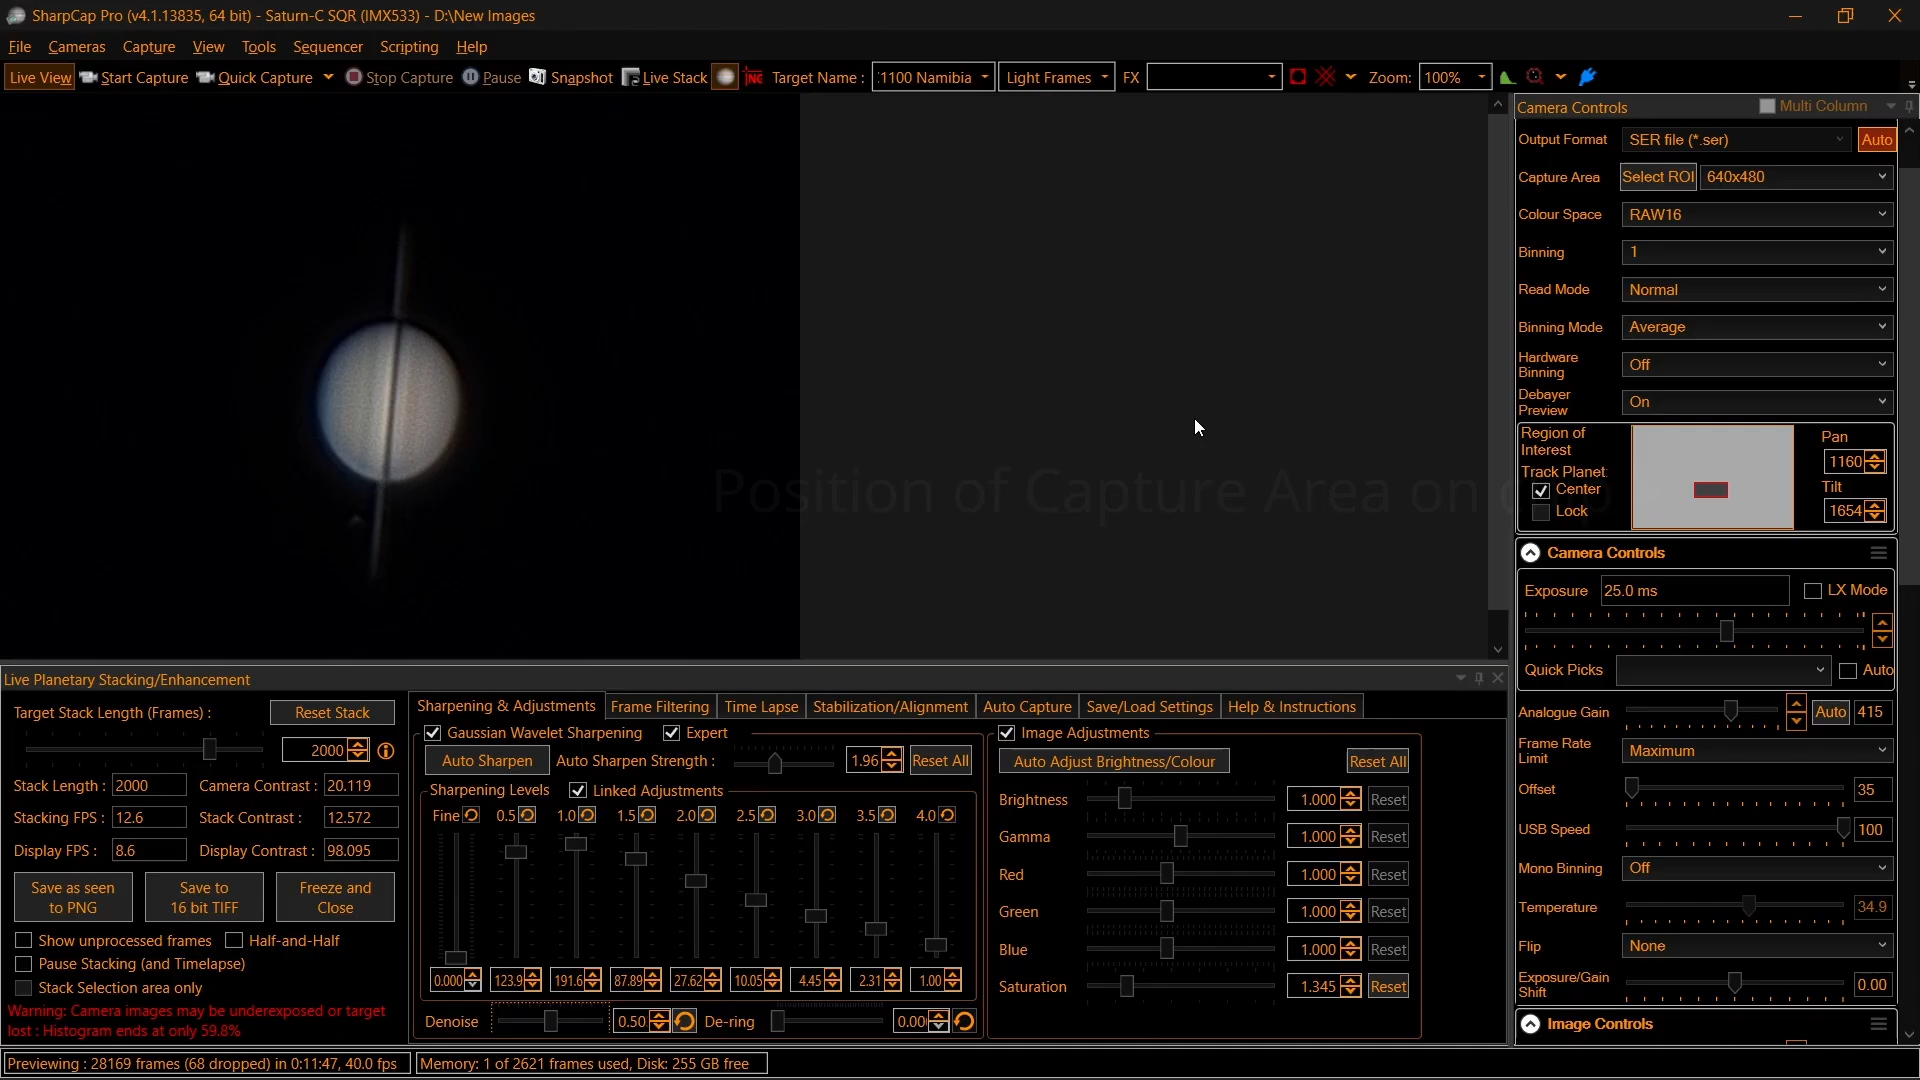 SharpCap Pro (v4.1.13835, 64 bit) - Saturn-C SQR (IMX533) - D:\New Images
File Cameras Capture View Tools Sequencer Scripting Help
Live View Start Capture Quick Capture Stop Capture Pause Snapshot Live Stack Target Name : 1100 Namibia Light Frames FX Zoom: 100%
Position of Capture Area on
Camera Controls Multi Column
Output Format SER file (*.ser) Auto
Capture Area Select ROI 640x480
Colour Space RAW16
Binning 1
Read Mode Normal
Binning Mode Average
Hardware
Binning Off
Debayer
Preview On
Region of
Interest
Track Planet:
Center
Lock
Pan
1160
Tilt
1654
Camera Controls
Exposure 25.0 ms LX Mode
Quick Picks Auto
Analogue Gain Auto 415
Frame Rate
Limit Maximum
Offset 35
USB Speed 100
Mono Binning Off
Temperature 34.9
Flip None
Exposure/Gain
Shift 0.00
Image Controls
Live Planetary Stacking/Enhancement
Target Stack Length (Frames) : Reset Stack
2000
Stack Length : 2000 Camera Contrast : 20.119
Stacking FPS : 12.6 Stack Contrast : 12.572
Display FPS : 8.6 Display Contrast : 98.095
Save as seen
to PNG
Save to
16 bit TIFF
Freeze and
Close
Show unprocessed frames Half-and-Half
Pause Stacking (and Timelapse)
Stack Selection area only
Warning: Camera images may be underexposed or target
lost : Histogram ends at only 59.8%
Sharpening & Adjustments Frame Filtering Time Lapse Stabilization/Alignment Auto Capture Save/Load Settings Help & Instructions
Gaussian Wavelet Sharpening Expert
Auto Sharpen Auto Sharpen Strength : 1.96 Reset All
Sharpening Levels Linked Adjustments
Fine 0.5 1.0 1.5 2.0 2.5 3.0 3.5 4.0
0.000 123.9 191.6 87.89 27.62 10.05 4.45 2.31 1.00
Denoise 0.50 De-ring 0.00
Image Adjustments
Auto Adjust Brightness/Colour Reset All
Brightness 1.000 Reset
Gamma 1.000 Reset
Red 1.000 Reset
Green 1.000 Reset
Blue 1.000 Reset
Saturation 1.345 Reset
Previewing : 28169 frames (68 dropped) in 0:11:47, 40.0 fps Memory: 1 of 2621 frames used, Disk: 255 GB free